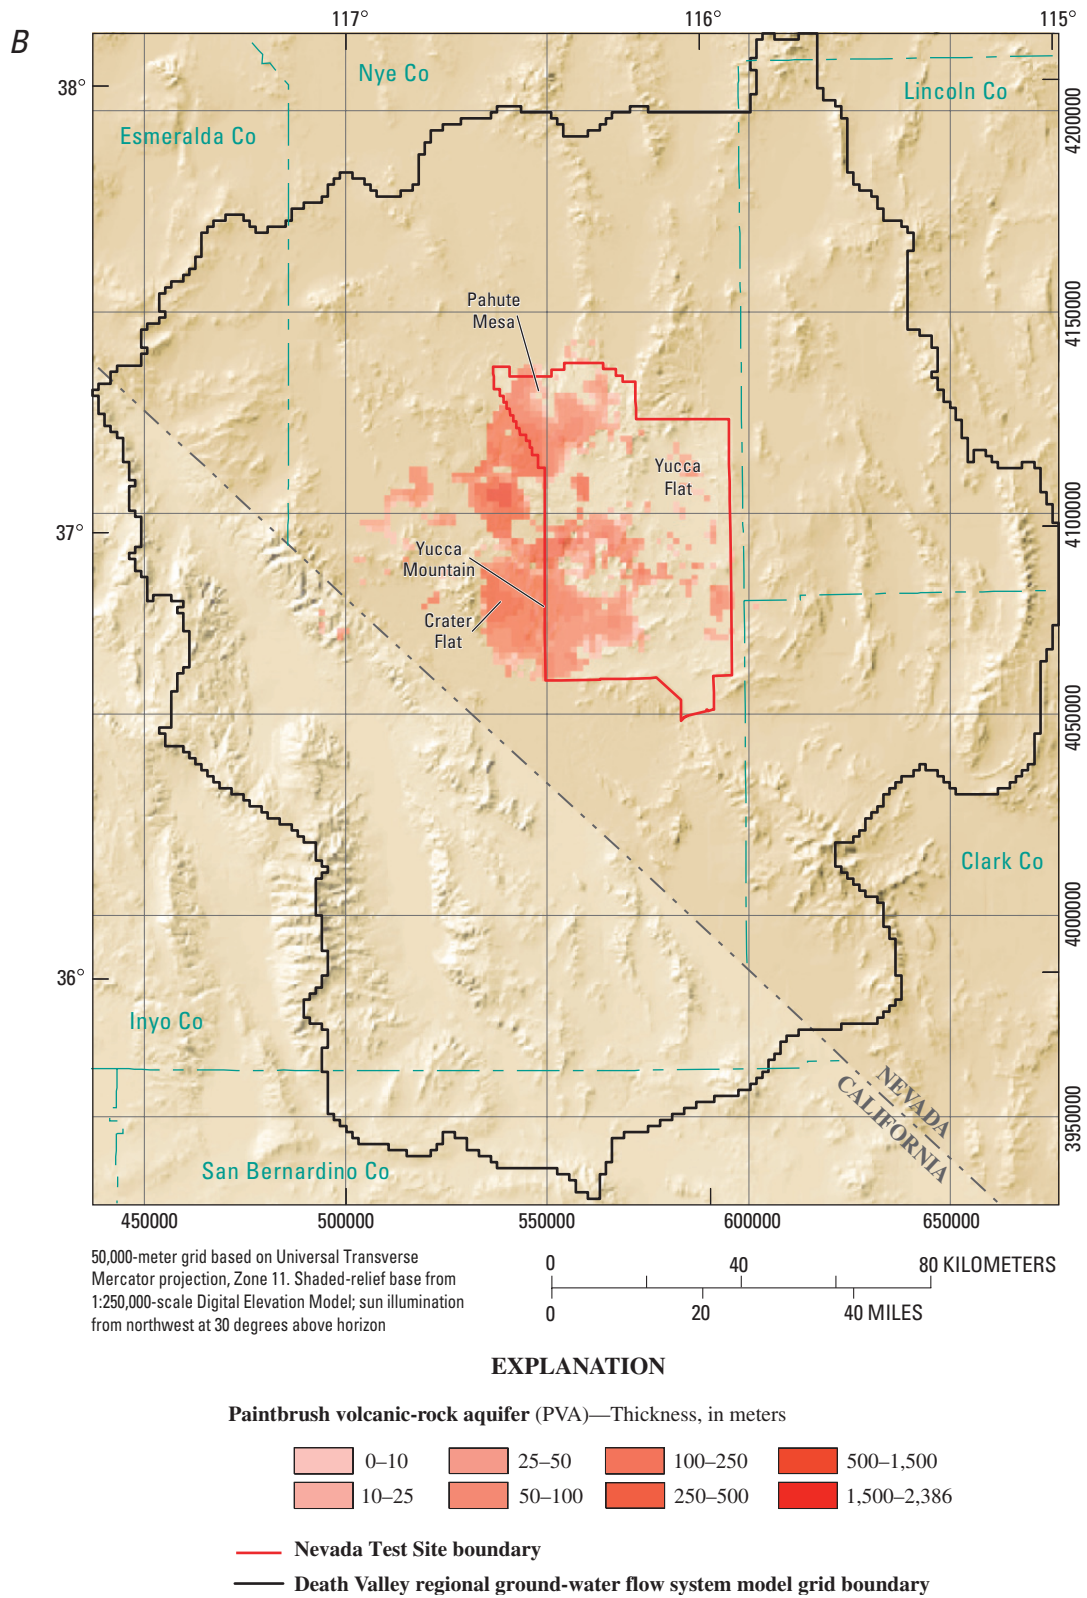 B
117°
116°
115°
38°
37°
36°
Nye Co
Lincoln Co
Esmeralda Co
4200000
4150000
4100000
4050000
4000000
3950000
Pahute
Mesa
Yucca
Flat
Yucca
Mountain
Crater
Flat
Clark Co
Inyo Co
San Bernardino Co
NEVADA
CALIFORNIA
450000
500000
550000
600000
650000
50,000-meter grid based on Universal Transverse
Mercator projection, Zone 11. Shaded-relief base from
1:250,000-scale Digital Elevation Model; sun illumination
from northwest at 30 degrees above horizon
0 40 80 KILOMETERS
0 20 40 MILES
EXPLANATION
Paintbrush volcanic-rock aquifer (PVA)—Thickness, in meters
0–10 25–50 100–250 500–1,500
10–25 50–100 250–500 1,500–2,386
Nevada Test Site boundary
Death Valley regional ground-water flow system model grid boundary